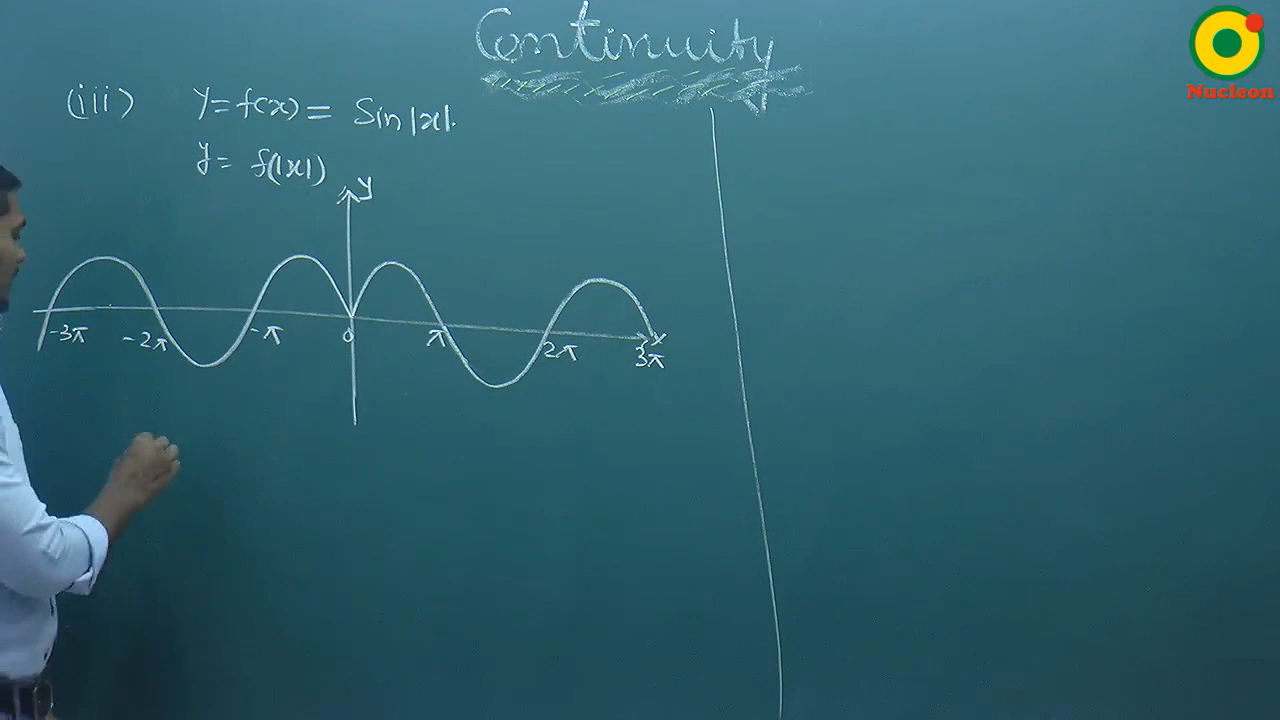 Continuity
Nucleon
(iii) y = f(x) = Sin|x|.
y = f(|x|)
y
-3π -2π -π 0 π 2π 3π x